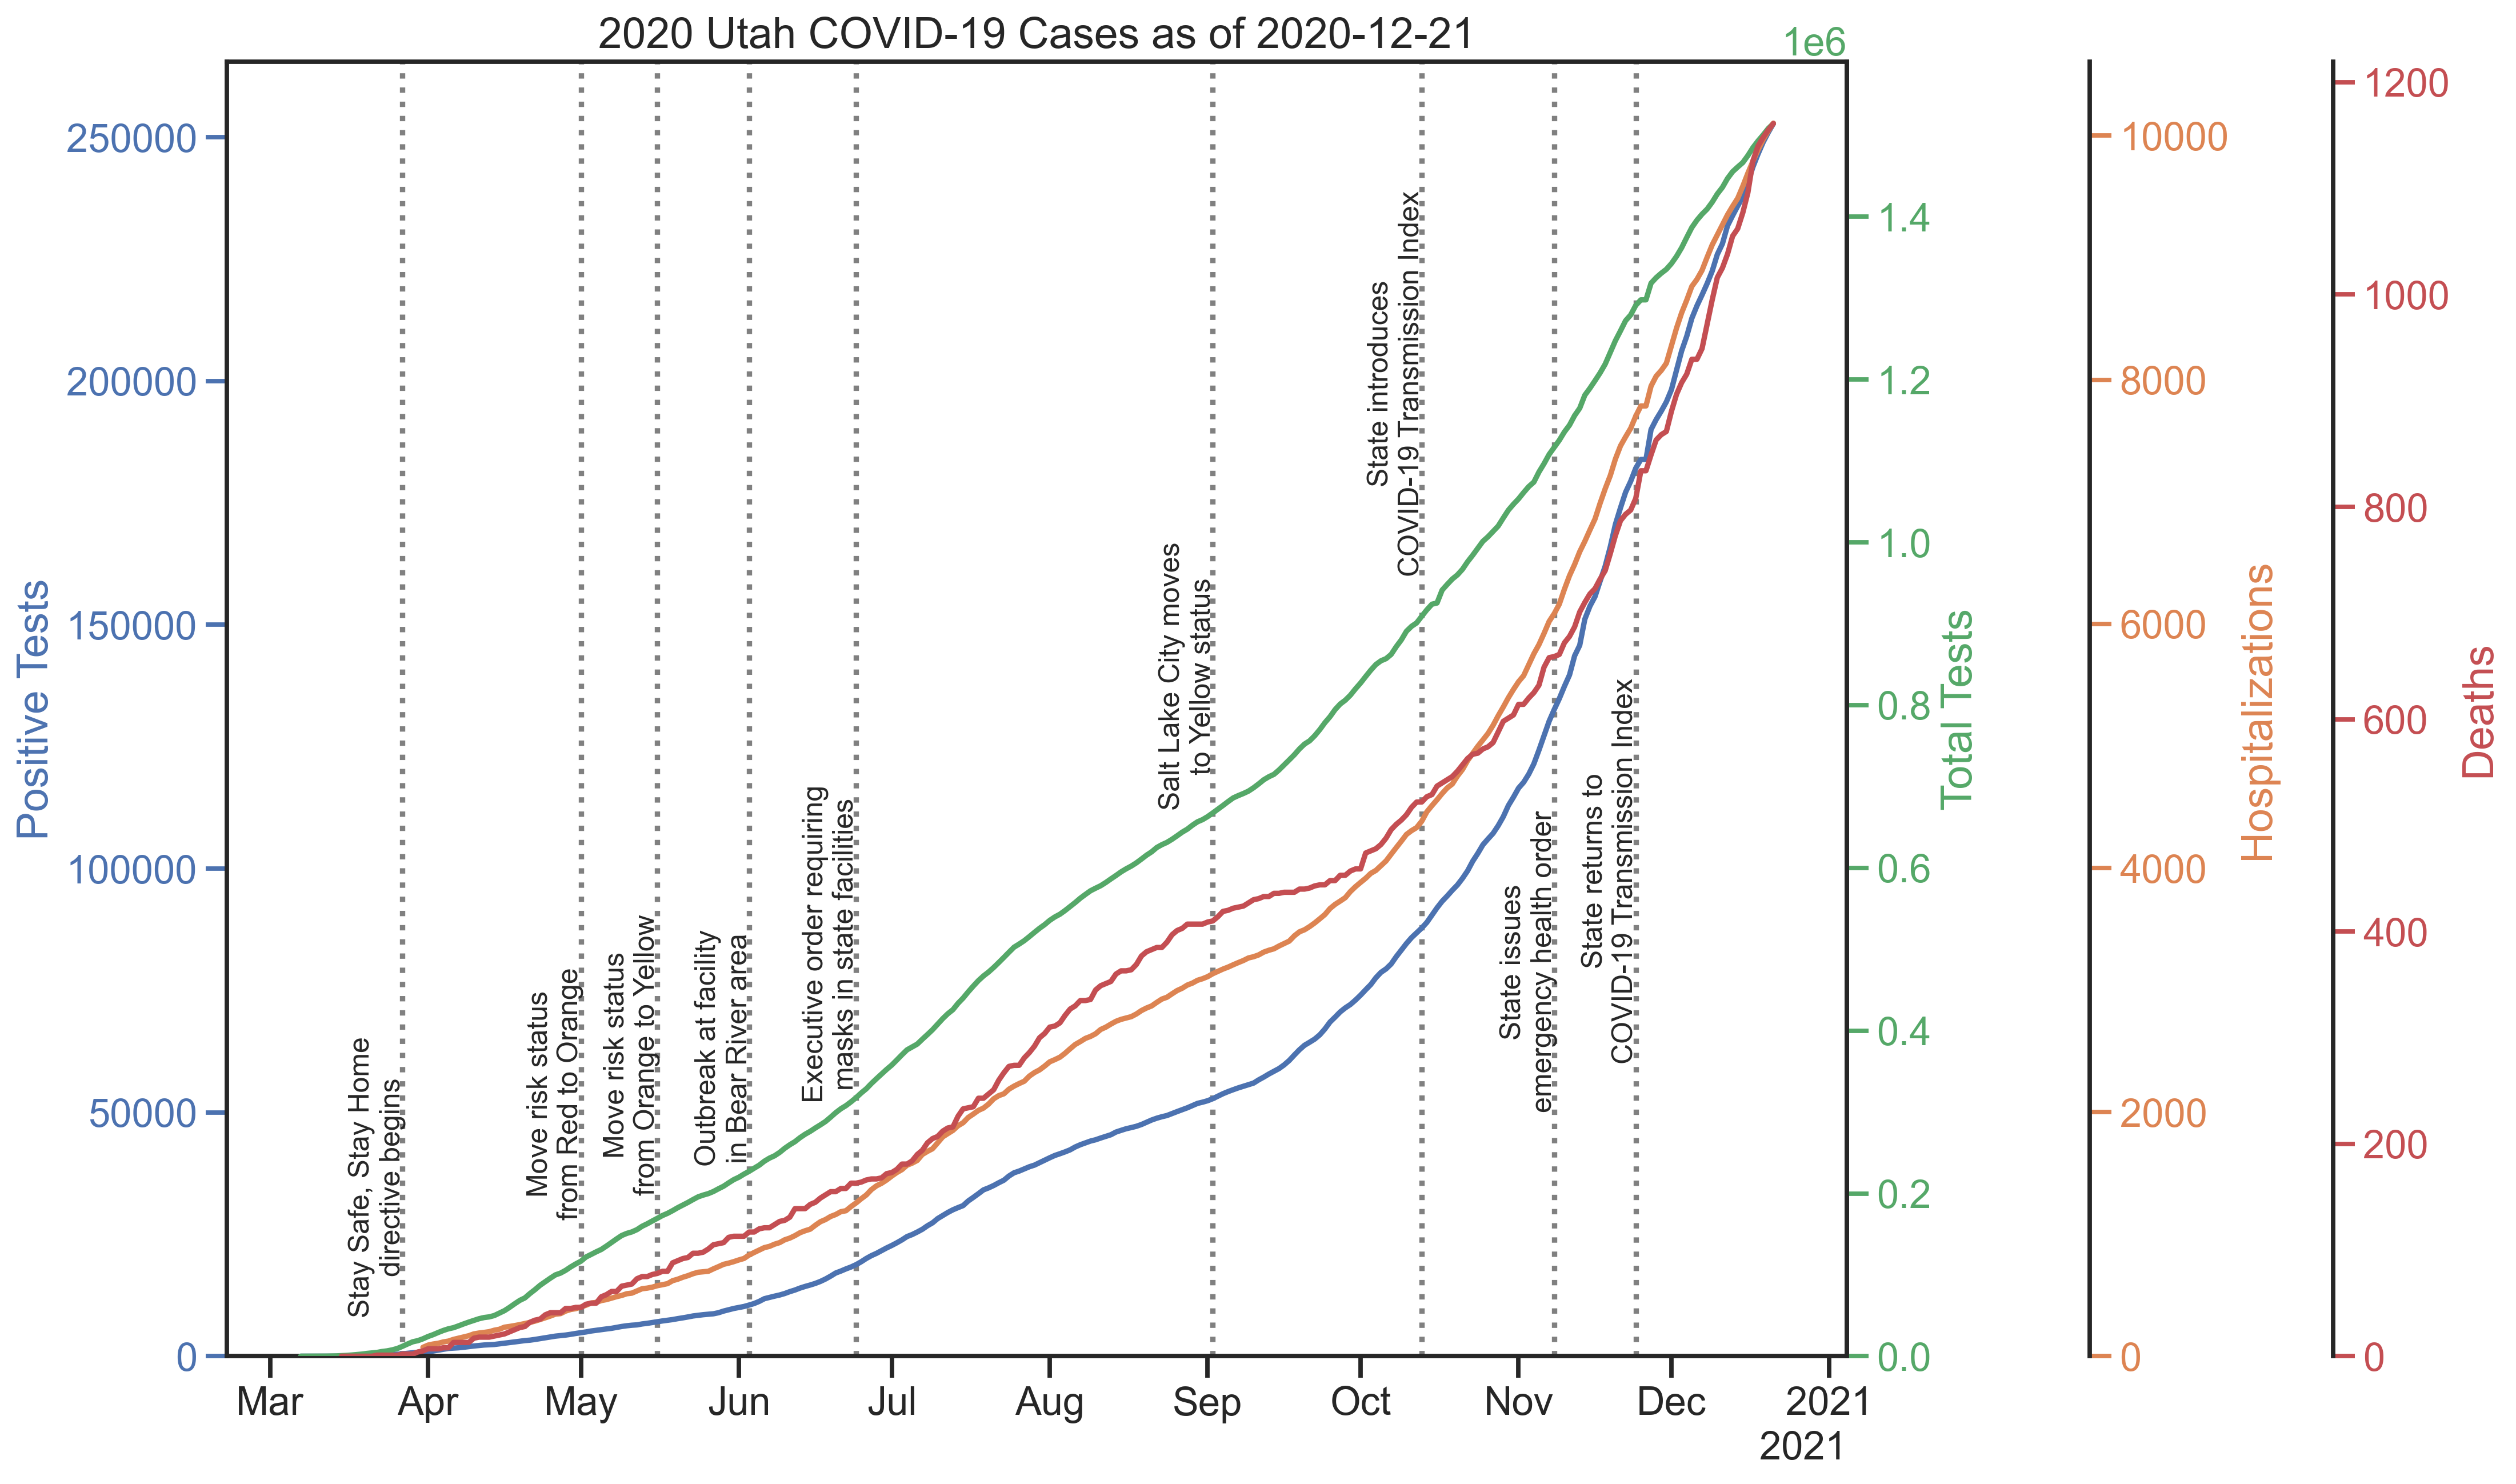 2020 Utah COVID-19 Cases as of 2020-12-21
1e6
Positive Tests
250000
200000
150000
100000
50000
0
Stay Safe, Stay Home
directive begins
Move risk status
from Red to Orange
Move risk status
from Orange to Yellow
Outbreak at facility
in Bear River area
Executive order requiring
masks in state facilities
Salt Lake City moves
to Yellow status
State introduces
COVID-19 Transmission Index
State issues
emergency health order
State returns to
COVID-19 Transmission Index
1.4
1.2
1.0
0.8
0.6
0.4
0.2
0.0
Total Tests
10000
8000
6000
4000
2000
0
Hospitalizations
1200
1000
800
600
400
200
0
Deaths
Mar Apr May Jun Jul Aug Sep Oct Nov Dec 2021
2021